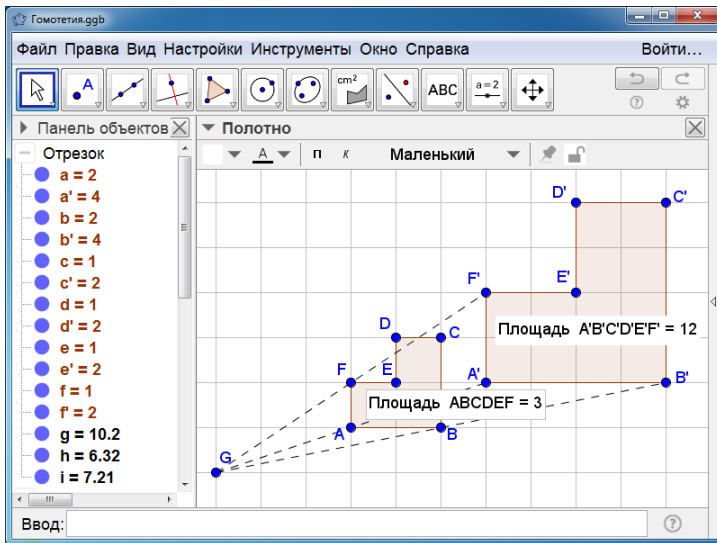 Гомотетия.ggb
Файл Правка Вид Настройки Инструменты Окно Справка Войти...
A cm² ABC a=2
Панель объектов
Полотно
A П К Маленький
Отрезок
a = 2
a' = 4
b = 2
b' = 4
c = 1
c' = 2
d = 1
d' = 2
e = 1
e' = 2
f = 1
f' = 2
g = 10.2
h = 6.32
i = 7.21
D' C'
F' E'
Площадь A'B'C'D'E'F' = 12
D C
F E A' B'
Площадь ABCDEF = 3
A B
G
Ввод: